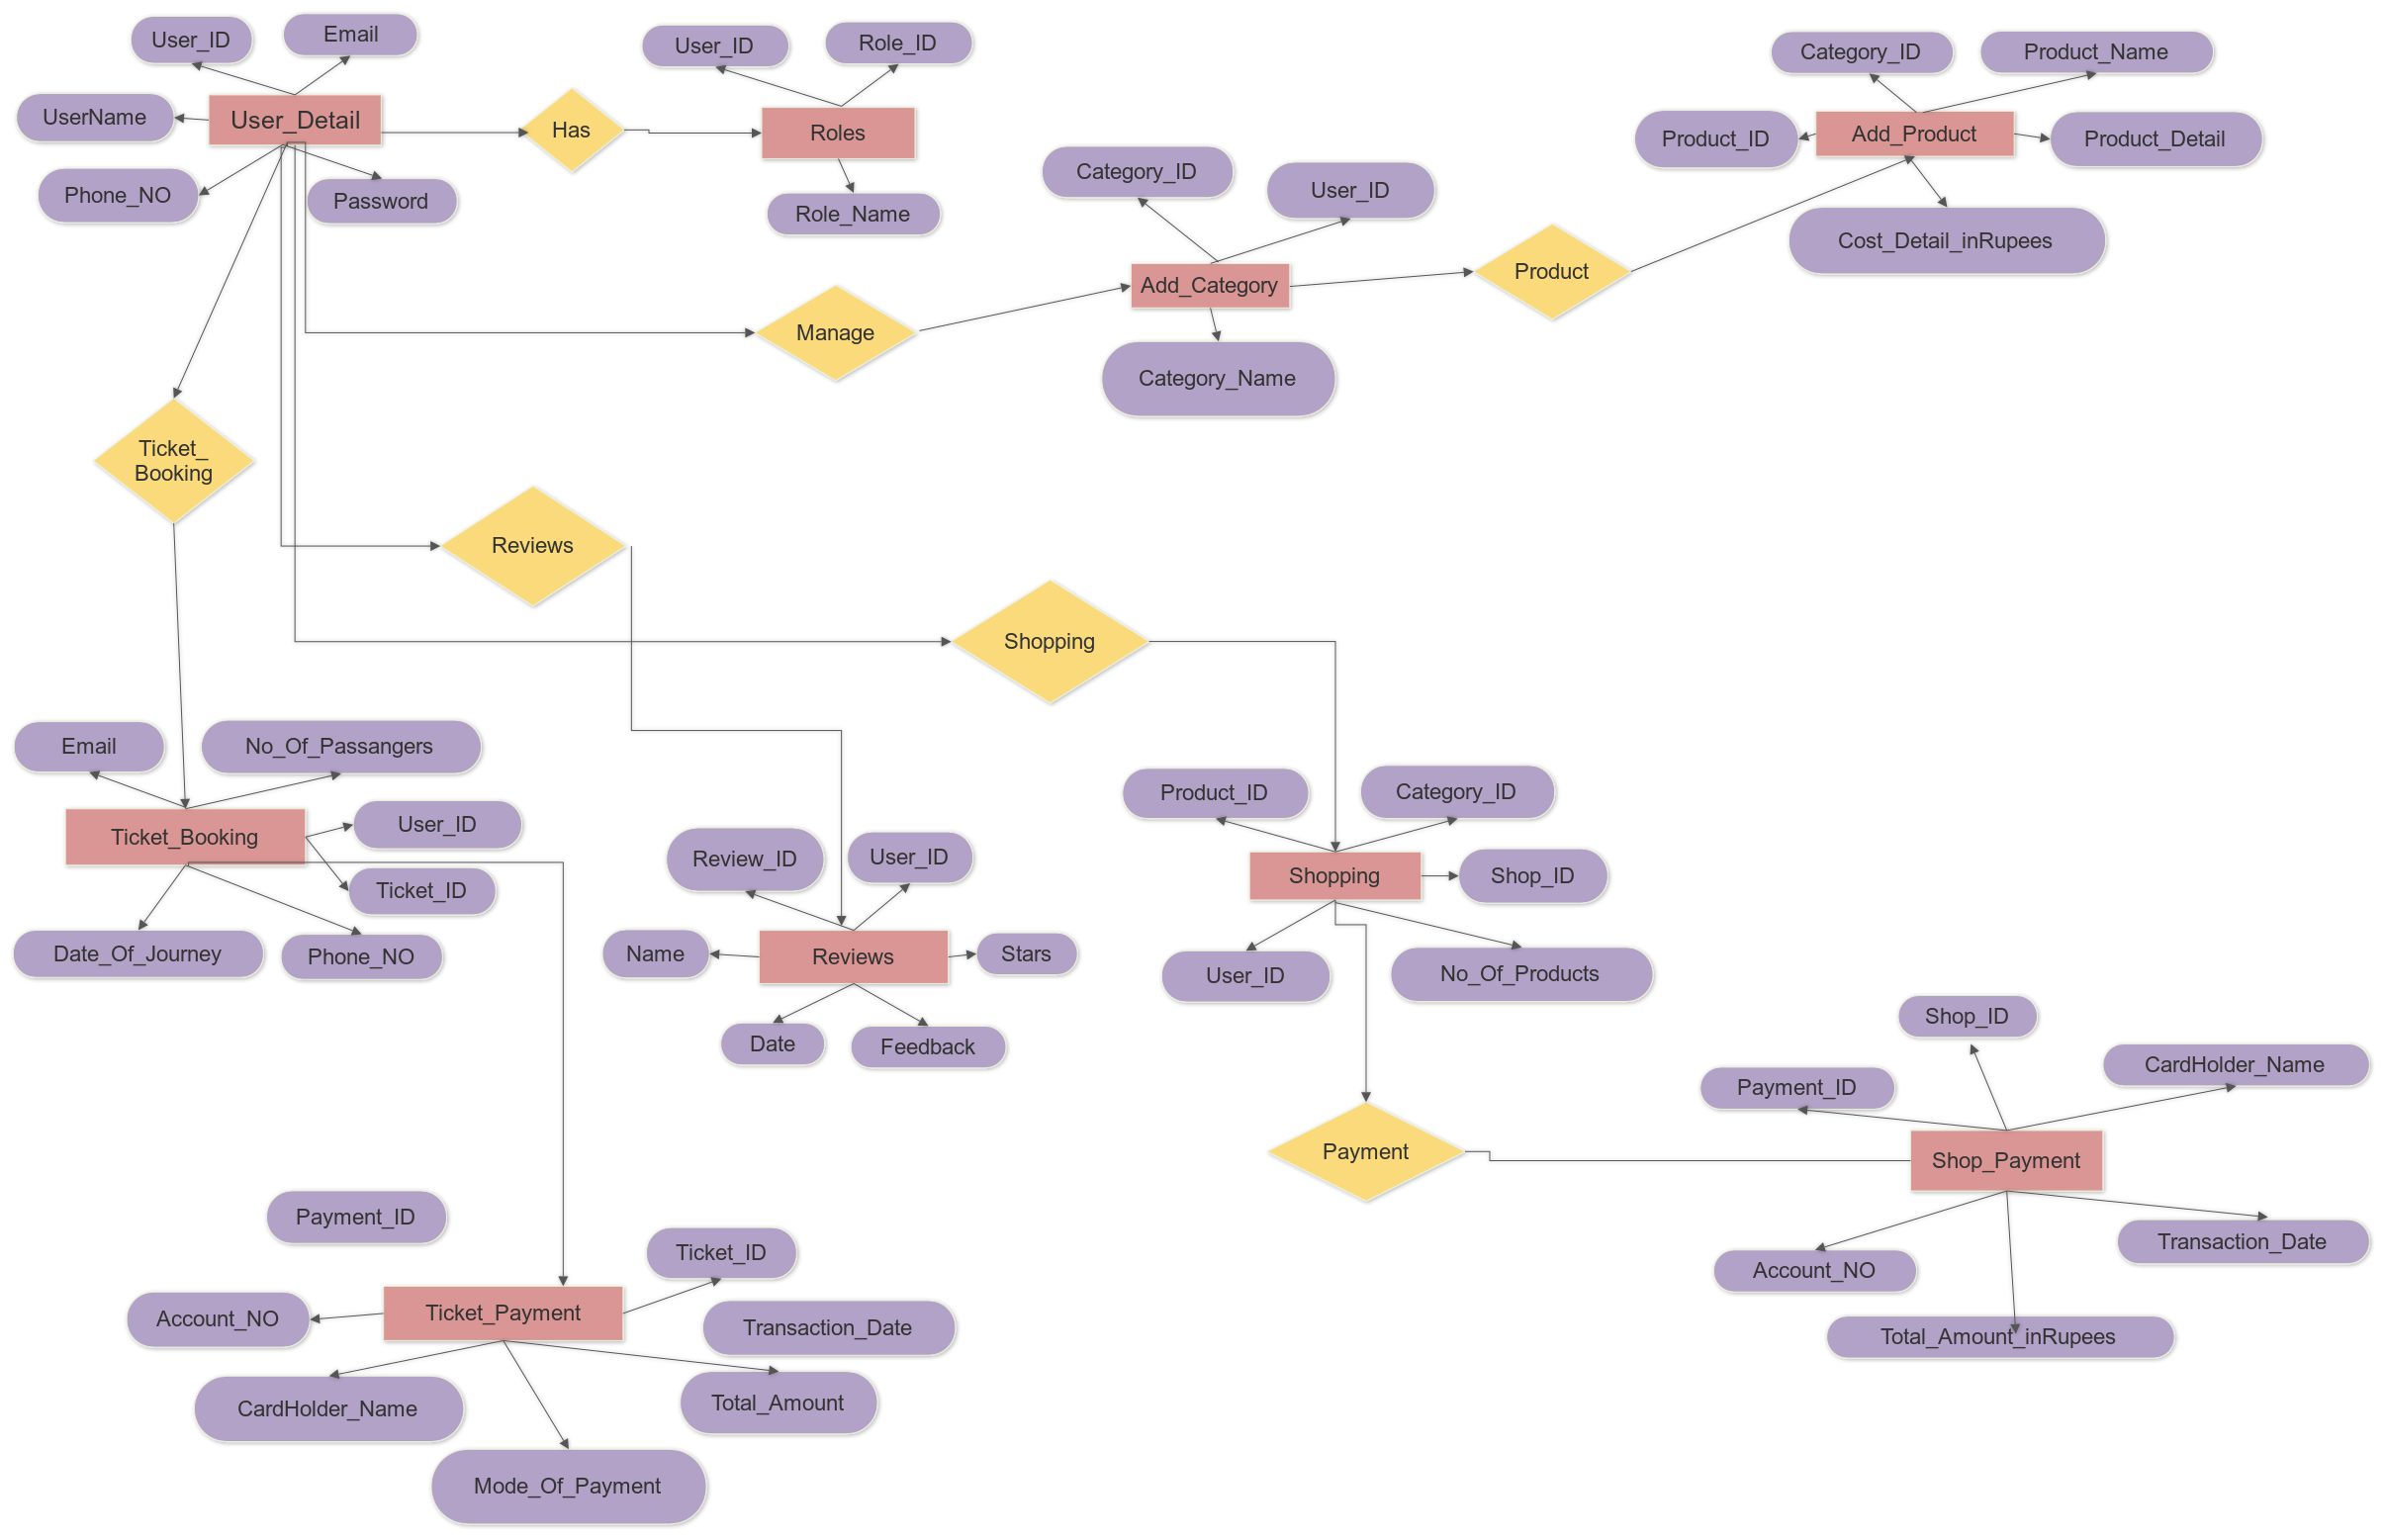 User_ID
Email
User_ID
Role_ID
Category_ID
Product_Name
UserName
User_Detail
Has
Roles
Product_ID
Add_Product
Product_Detail
Phone_NO
Password
Role_Name
Category_ID
User_ID
Cost_Detail_inRupees
Manage
Add_Category
Product
Category_Name
Ticket_
Booking
Reviews
Shopping
Email
No_Of_Passangers
User_ID
Ticket_Booking
Ticket_ID
Date_Of_Journey
Phone_NO
Review_ID
User_ID
Name
Reviews
Stars
Date
Feedback
Product_ID
Category_ID
Shopping
Shop_ID
User_ID
No_Of_Products
Shop_ID
CardHolder_Name
Payment_ID
Payment
Shop_Payment
Account_NO
Transaction_Date
Total_Amount_inRupees
Payment_ID
Ticket_ID
Account_NO
Ticket_Payment
Transaction_Date
CardHolder_Name
Total_Amount
Mode_Of_Payment